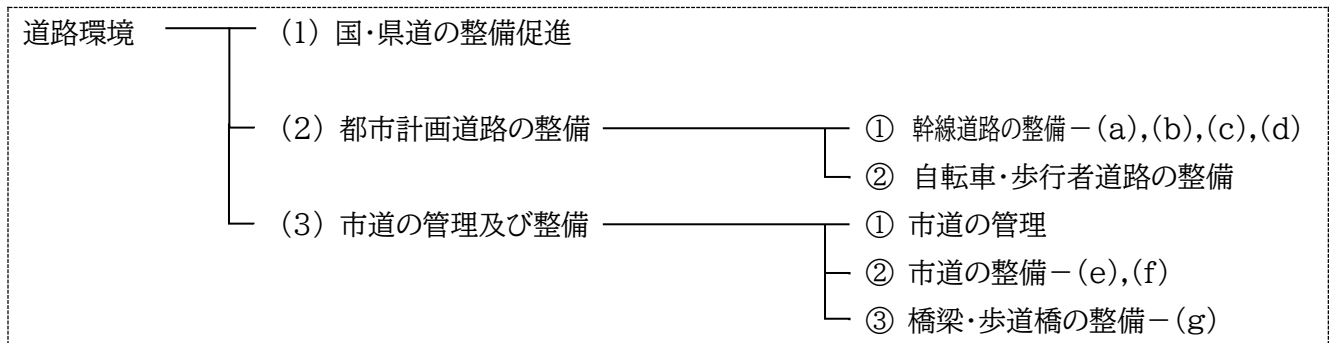 道路環境 (1) 国・県道の整備促進
(2) 都市計画道路の整備 ① 幹線道路の整備－(a),(b),(c),(d)
② 自転車・歩行者道路の整備
(3) 市道の管理及び整備 ① 市道の管理
② 市道の整備－(e),(f)
③ 橋梁・歩道橋の整備－(g)